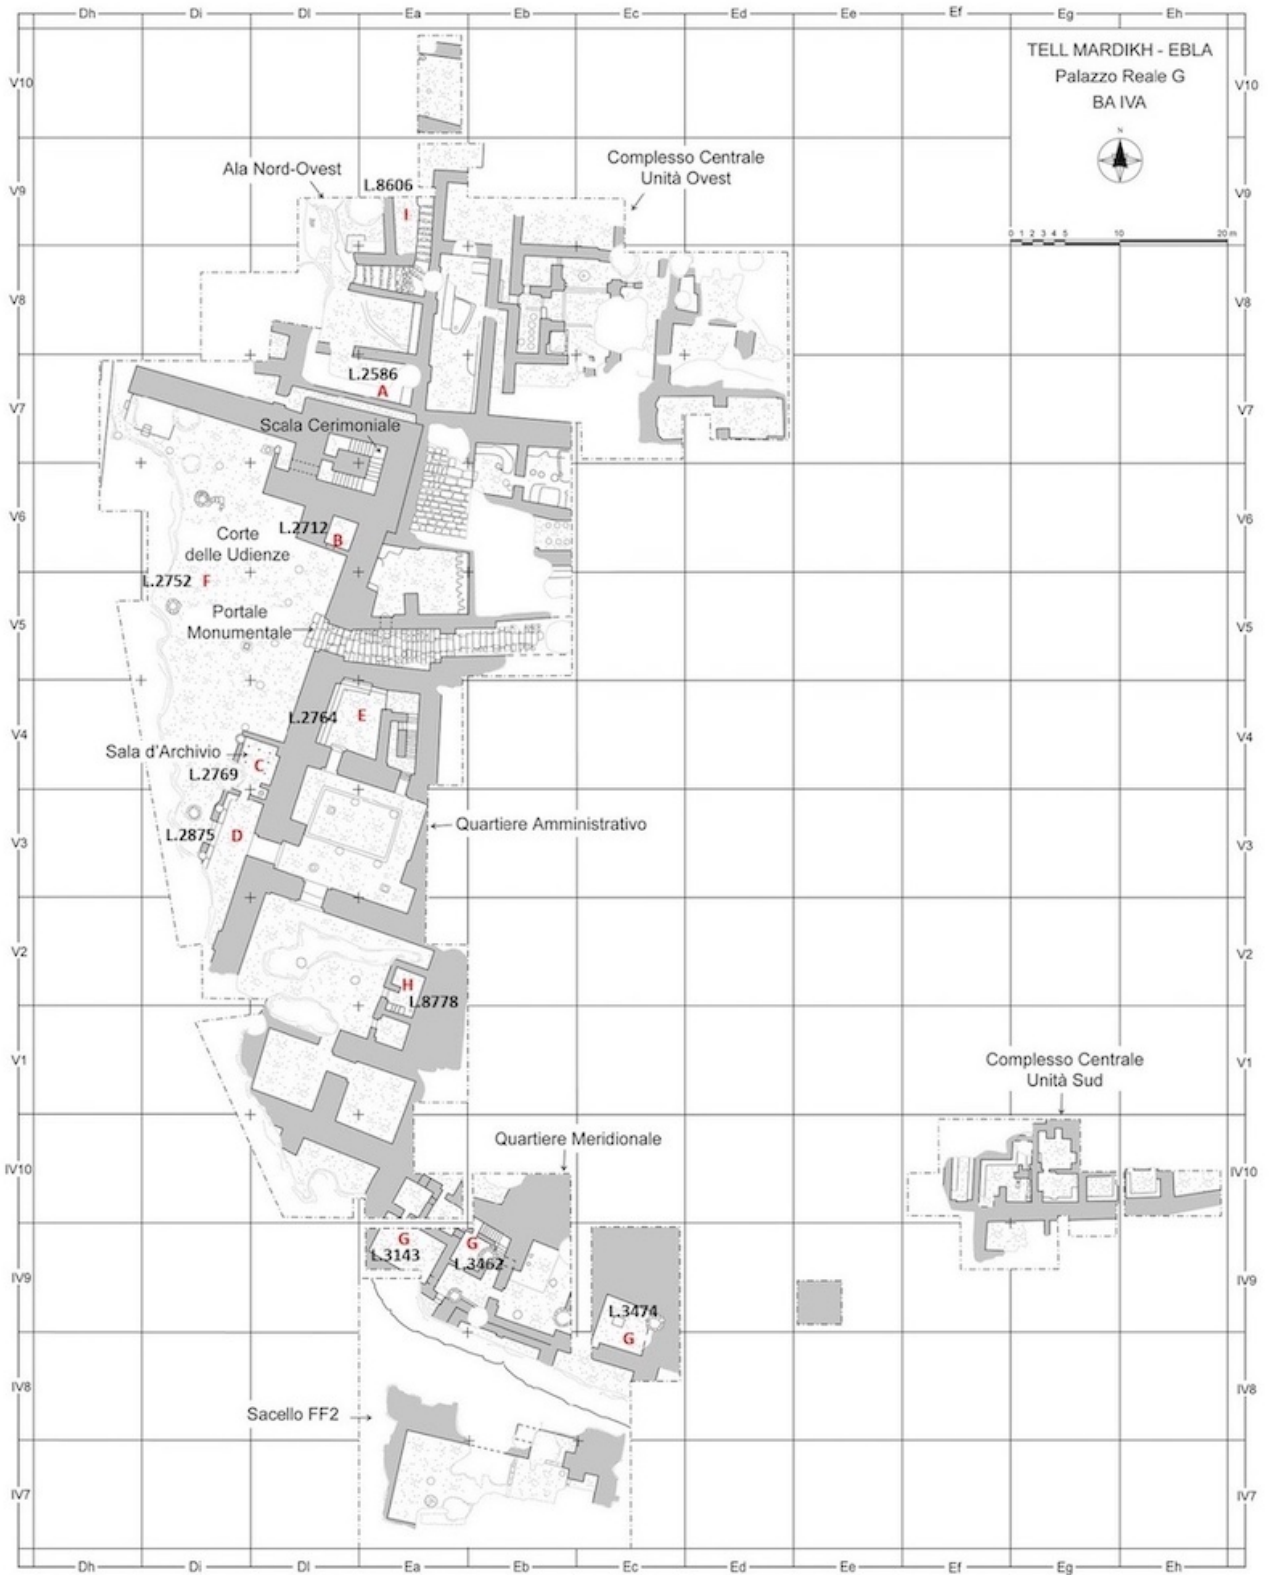 Dh Di Dl Ea Eb Ec Ed Ee Ef Eg Eh
TELL MARDIKH - EBLA
Palazzo Reale G
BA IVA
N
0 1 2 3 4 5 10 20 m
V10 V10
Ala Nord-Ovest
Complesso Centrale
Unità Ovest
L.8606
I
V9 V9
V8 V8
L.2586
A
V7 V7
Scala Cerimoniale
L.2712
B
V6 V6
Corte
delle Udienze
L.2752 F
Portale
Monumentale
V5 V5
L.2764 E
V4 V4
Sala d'Archivio
C
L.2769
Quartiere Amministrativo
L.2875 D
V3 V3
V2 V2
H
L.8778
V1 V1
Complesso Centrale
Unità Sud
Quartiere Meridionale
IV10 IV10
G
L.3143
G
L.3462
IV9 IV9
L.3474
G
IV8 IV8
Sacello FF2
IV7 IV7
Dh Di Dl Ea Eb Ec Ed Ee Ef Eg Eh